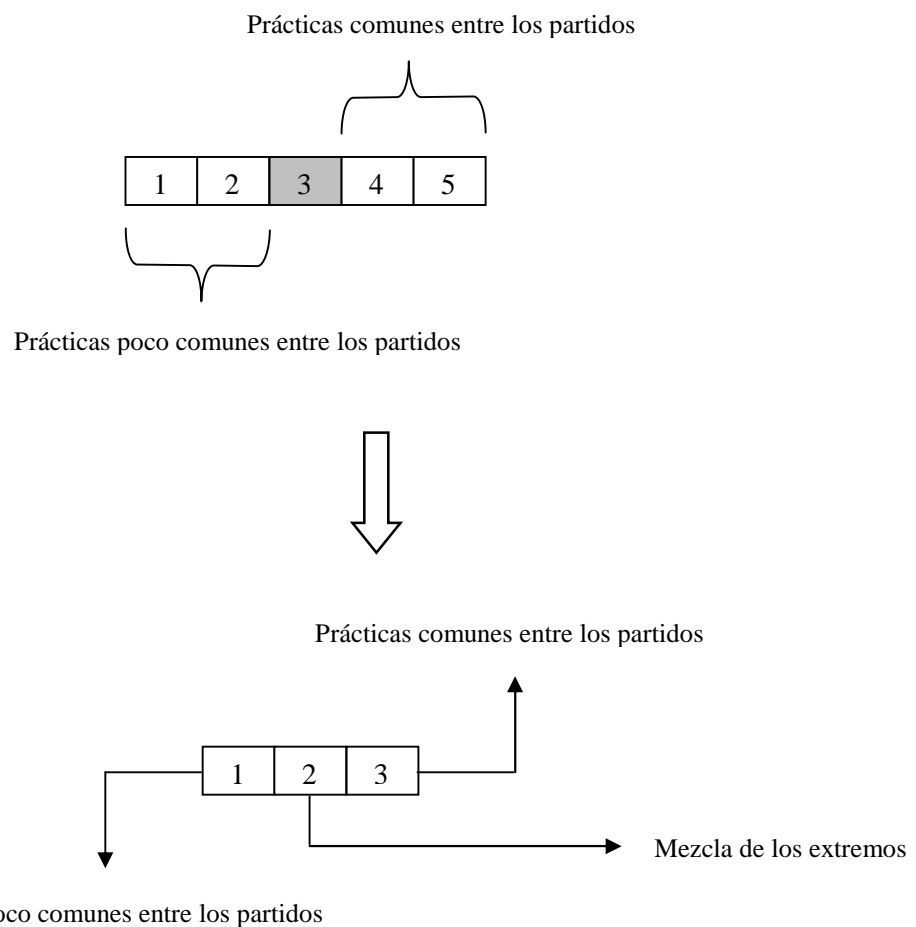 Prácticas comunes entre los partidos
1 2 3 4 5
Prácticas poco comunes entre los partidos
Prácticas comunes entre los partidos
1 2 3
Mezcla de los extremos
comunes entre los partidos